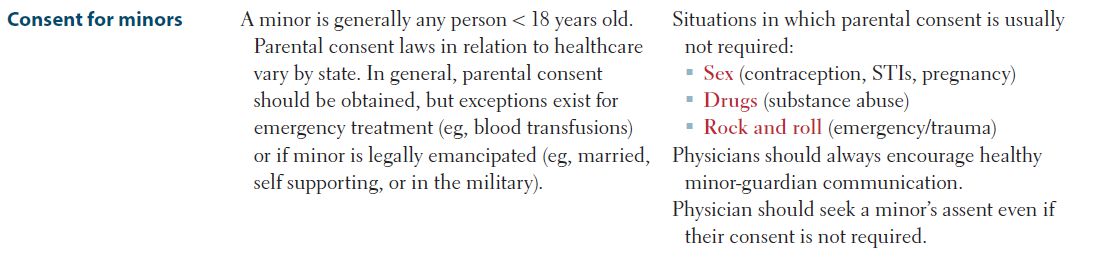 Consent for minors
A minor is generally any person < 18 years old.
Parental consent laws in relation to healthcare
vary by state. In general, parental consent
should be obtained, but exceptions exist for
emergency treatment (eg, blood transfusions)
or if minor is legally emancipated (eg, married,
self supporting, or in the military).
Situations in which parental consent is usually
not required:
▪ Sex (contraception, STIs, pregnancy)
▪ Drugs (substance abuse)
▪ Rock and roll (emergency/trauma)
Physicians should always encourage healthy
minor-guardian communication.
Physician should seek a minor's assent even if
their consent is not required.